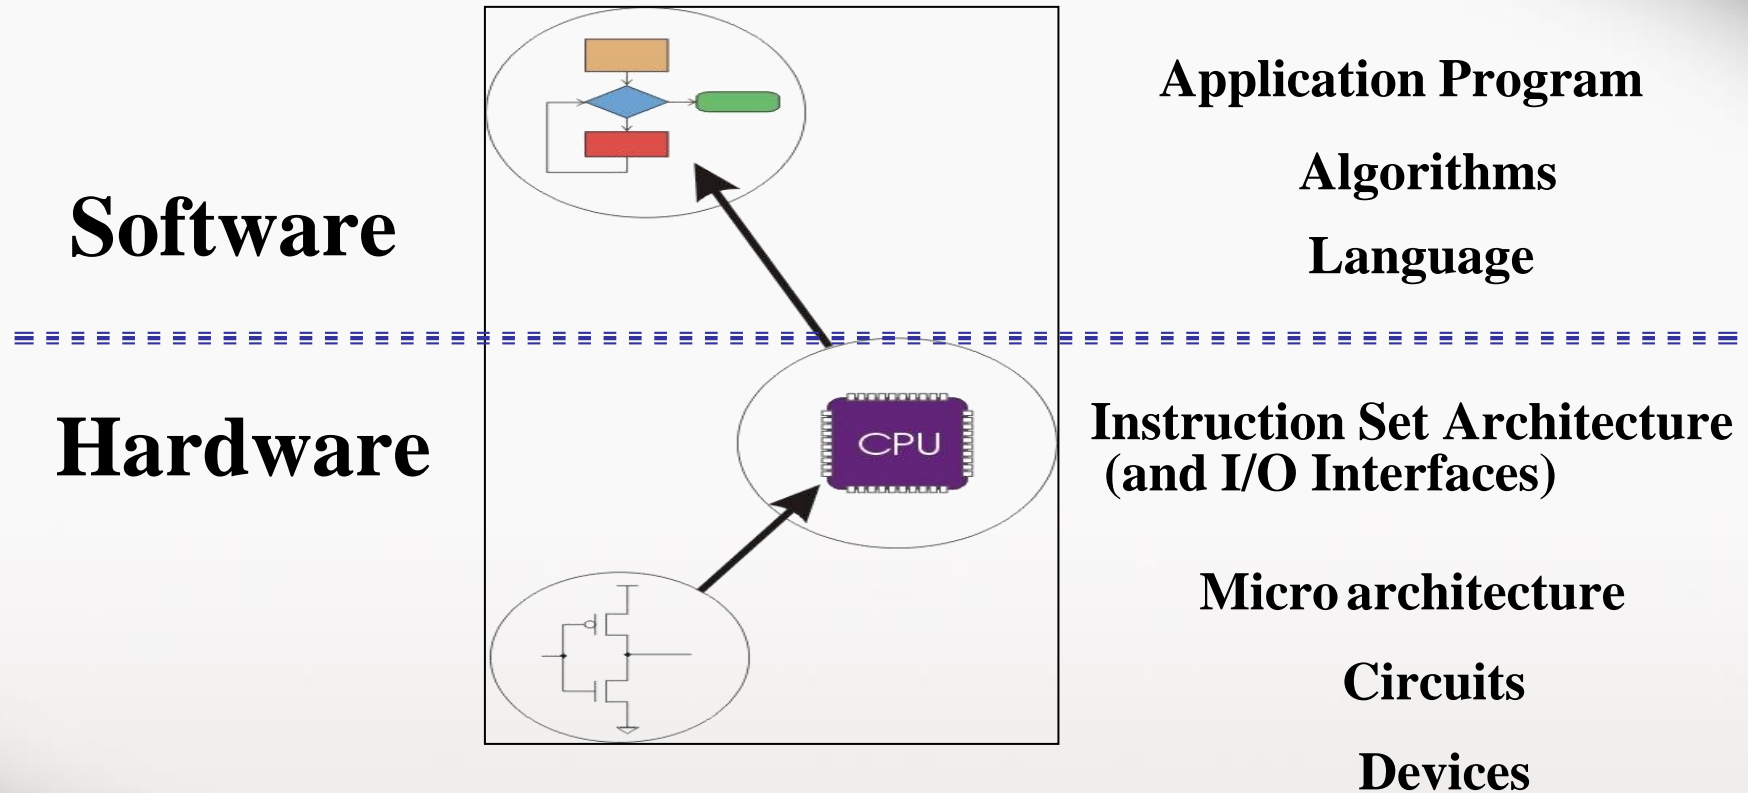 Application Program
Algorithms
Software
Language
Hardware
CPU
Instruction Set Architecture
(and I/O Interfaces)
Micro architecture
Circuits
Devices